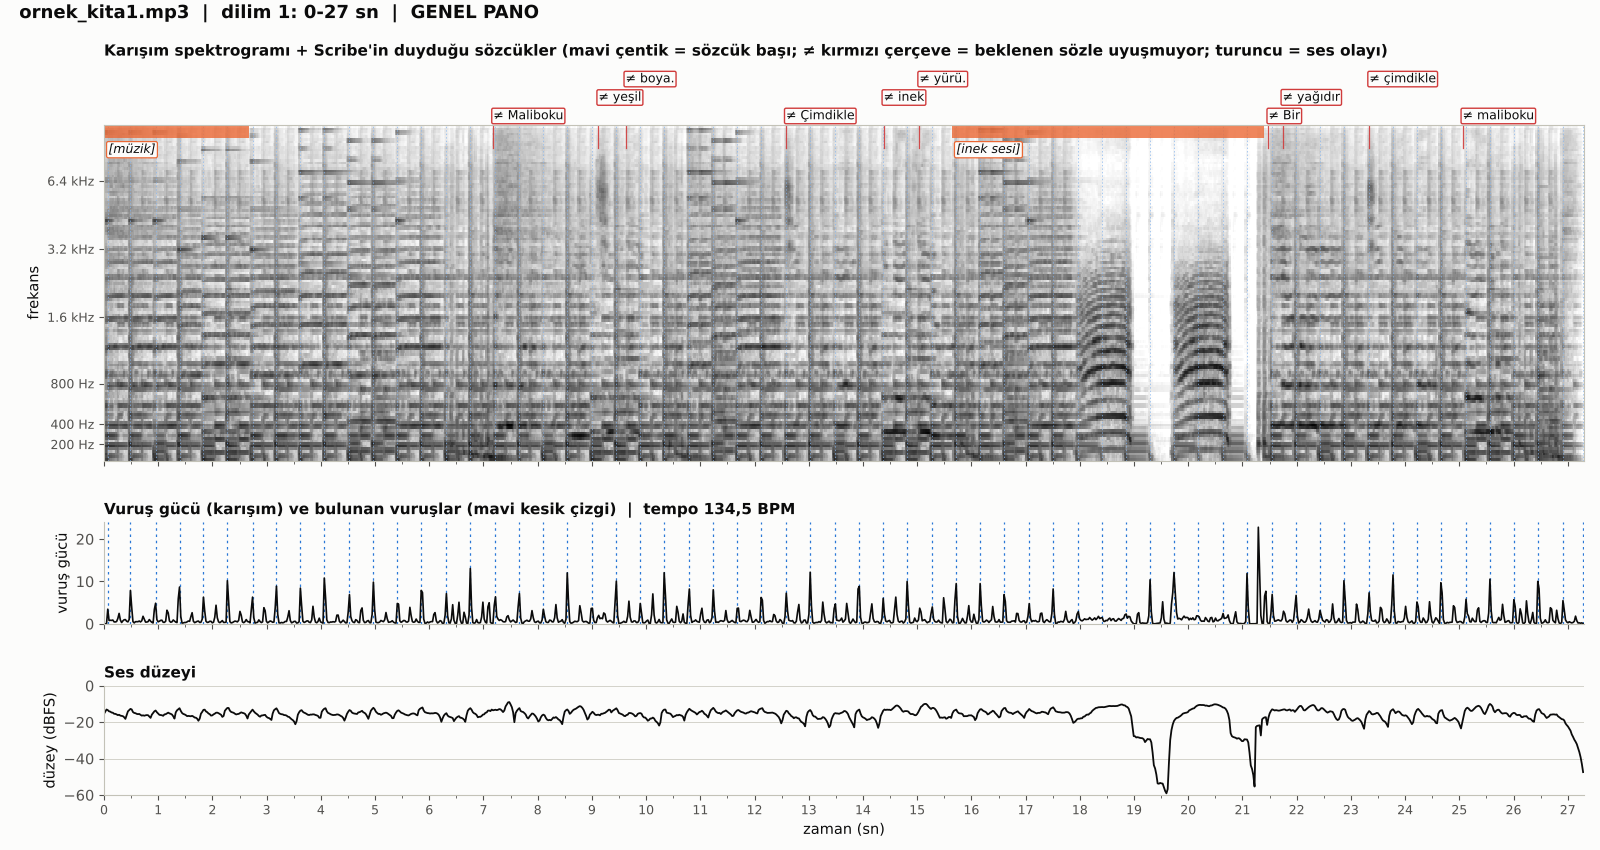 ornek_kita1.mp3 | dilim 1: 0-27 sn | GENEL PANO
Karışım spektrogramı + Scribe'in duyduğu sözcükler (mavi çentik = sözcük başı; ≠ kırmızı çerçeve = beklenen sözle uyuşmuyor; turuncu = ses olayı)
≠ boya. ≠ yürü. ≠ çimdikle
≠ yeşil ≠ inek ≠ yağıdır
≠ Maliboku ≠ Çimdikle ≠ Bir ≠ maliboku
[müzik] [inek sesi]
6.4 kHz
3.2 kHz
1.6 kHz
800 Hz
400 Hz
200 Hz
frekans
Vuruş gücü (karışım) ve bulunan vuruşlar (mavi kesik çizgi) | tempo 134,5 BPM
20
10
0
vuruş gücü
Ses düzeyi
0
−20
−40
−60
düzey (dBFS)
0 1 2 3 4 5 6 7 8 9 10 11 12 13 14 15 16 17 18 19 20 21 22 23 24 25 26 27
zaman (sn)